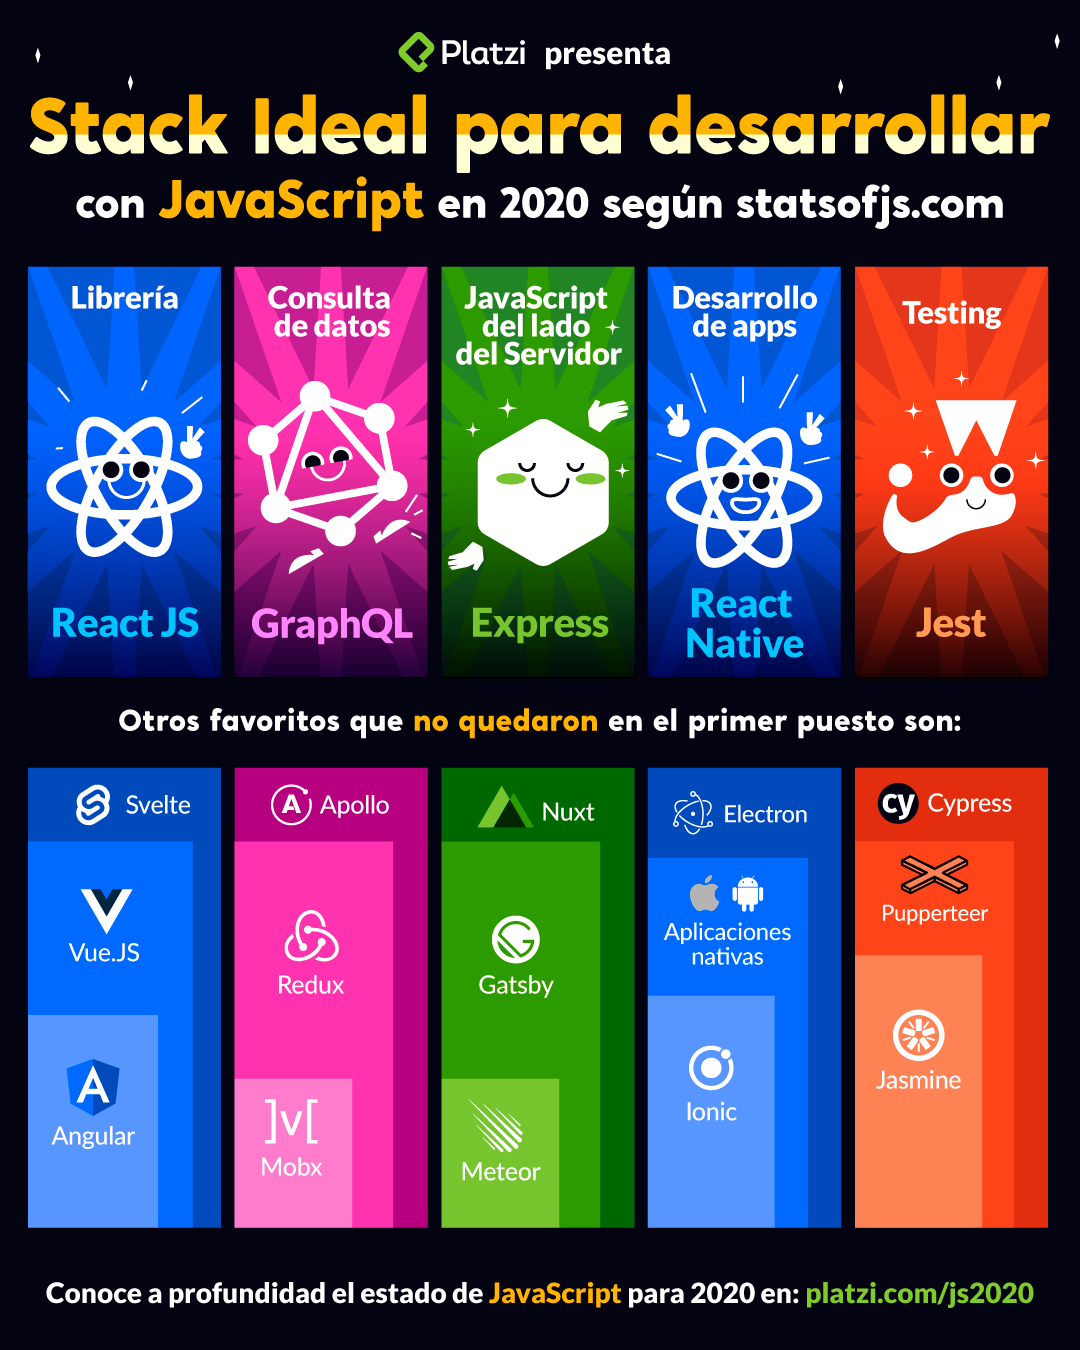 Platzi presenta
Stack Ideal para desarrollar
con JavaScript en 2020 según statsofjs.com
Librería
React JS
Consulta
de datos
GraphQL
JavaScript
del lado
del Servidor
Express
Desarrollo
de apps
React
Native
Testing
Jest
Otros favoritos que no quedaron en el primer puesto son:
Svelte
Vue.JS
Angular
A
Apollo
Redux
]v[
Mobx
Nuxt
Gatsby
Meteor
Electron
Aplicaciones
nativas
Ionic
cy Cypress
Pupperteer
Jasmine
Conoce a profundidad el estado de JavaScript para 2020 en: platzi.com/js2020